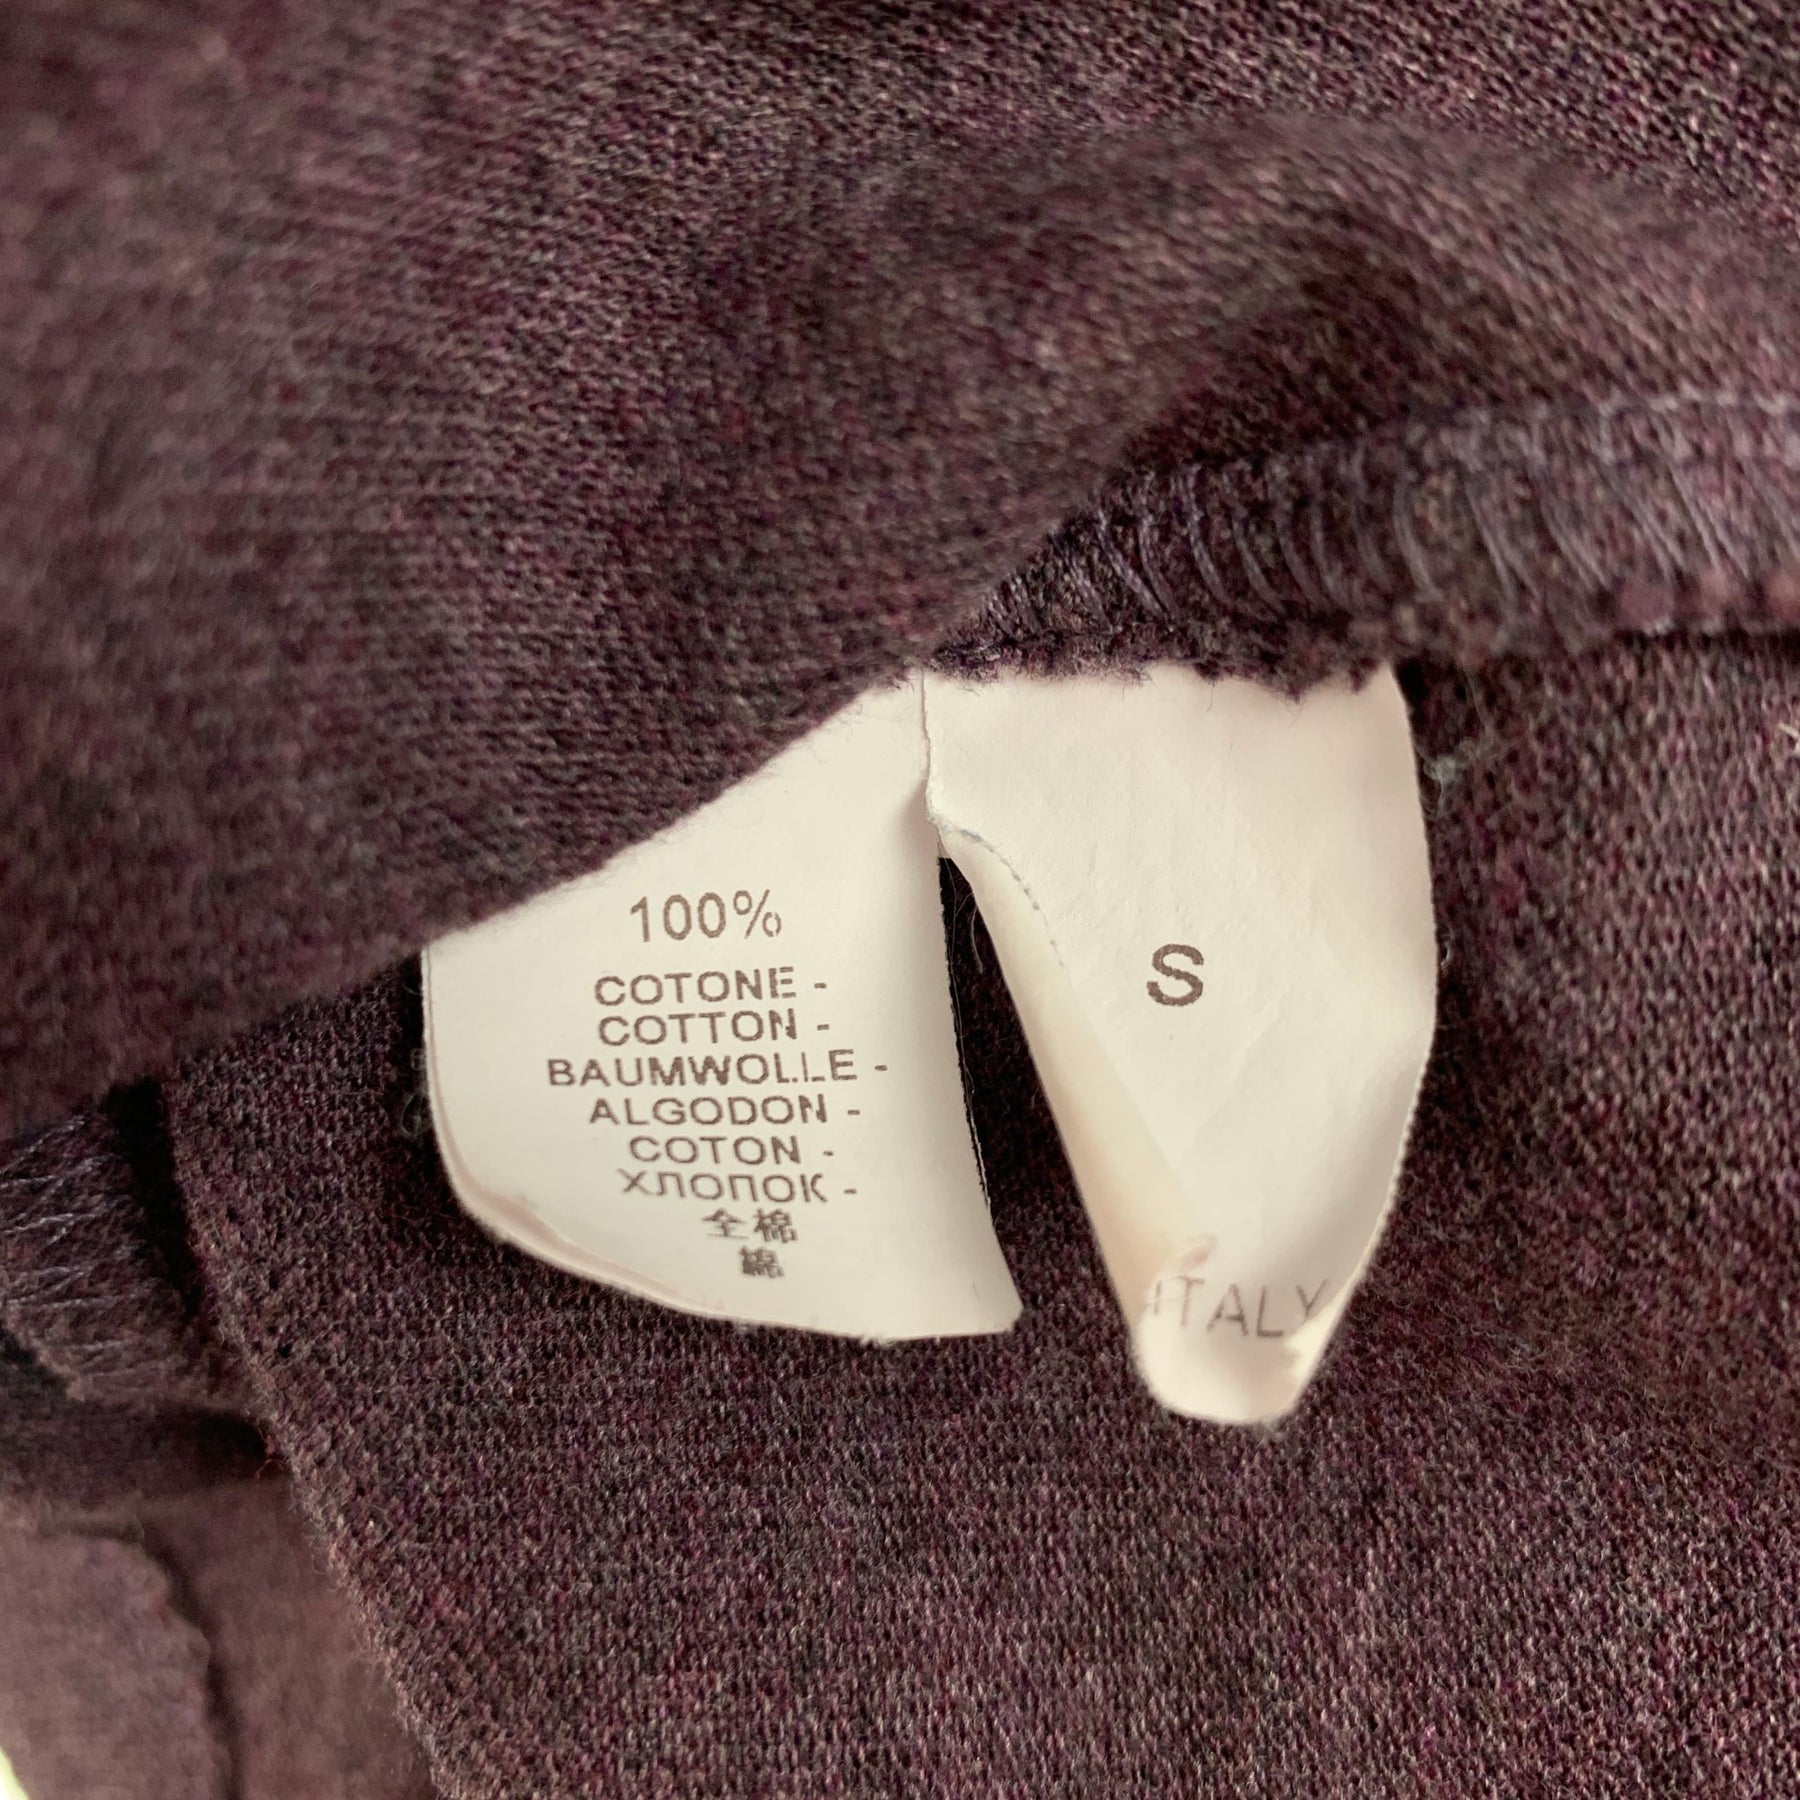 100%
COTONE -
COTTON -
BAUMWOLLE -
ALGODON -
COTON -
ХЛОПОК -
全棉
綿
S
ITALY